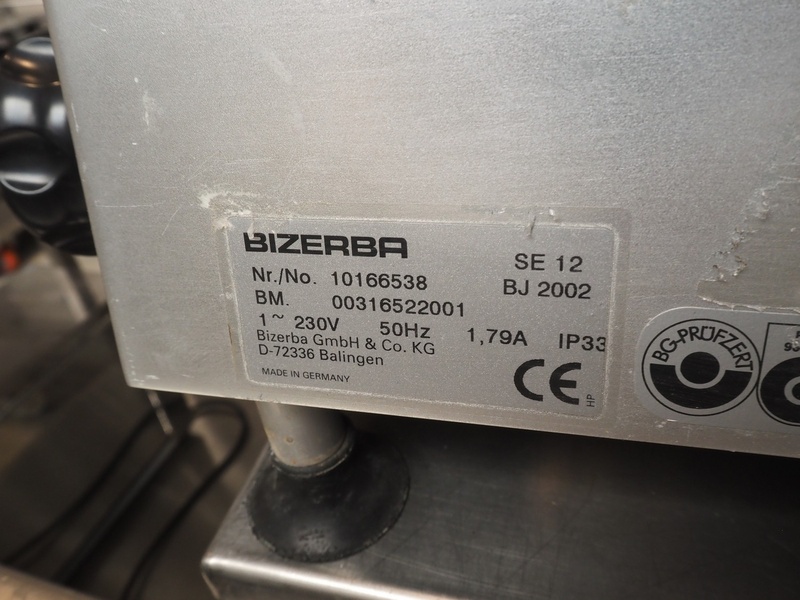 BIZERBA
SE 12
Nr./No. 10166538
BJ 2002
BM. 00316522001
1~ 230V 50Hz 1,79A IP33
Bizerba GmbH & Co. KG
D-72336 Balingen
MADE IN GERMANY
CE
HP
BG-PRÜFZERT